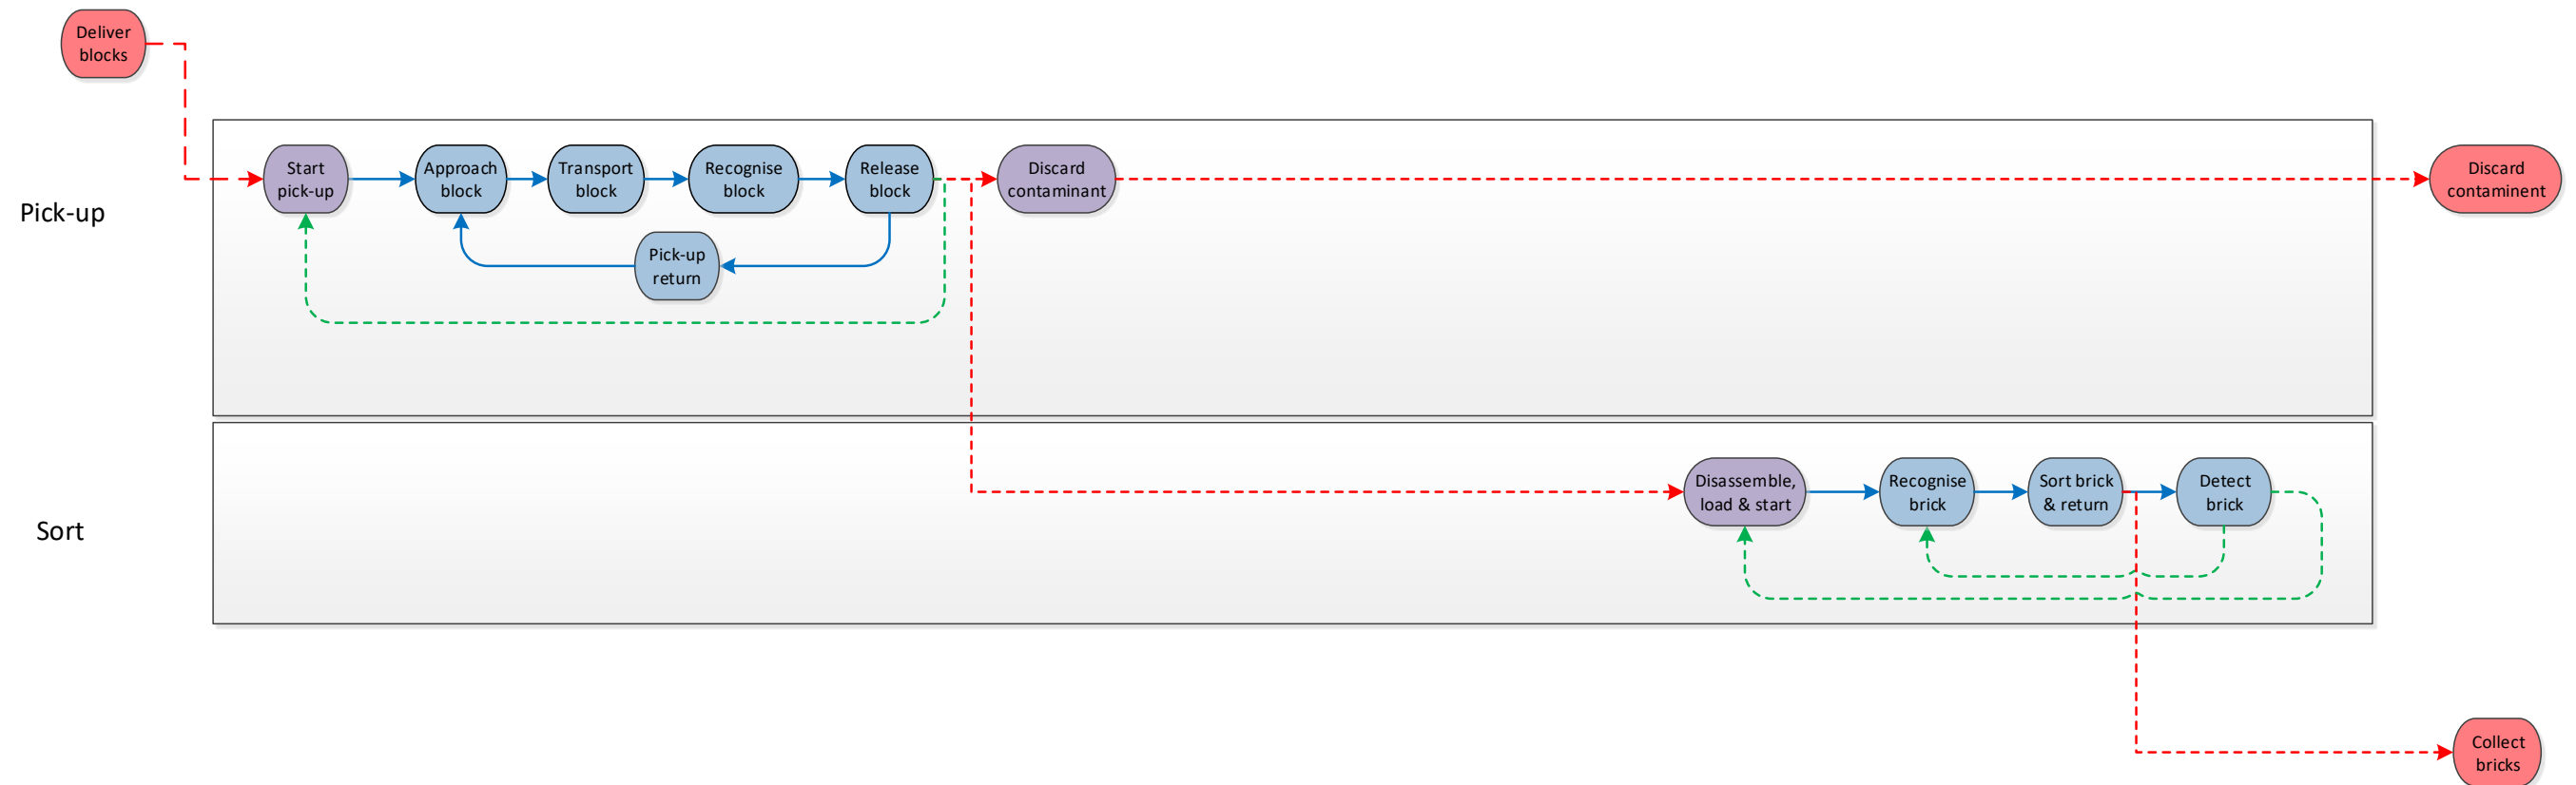 Deliver
blocks
Pick-up
Start
pick-up
Approach
block
Transport
block
Recognise
block
Release
block
Discard
contaminant
Discard
contaminent
Pick-up
return
Sort
Disassemble,
load & start
Recognise
brick
Sort brick
& return
Detect
brick
Collect
bricks